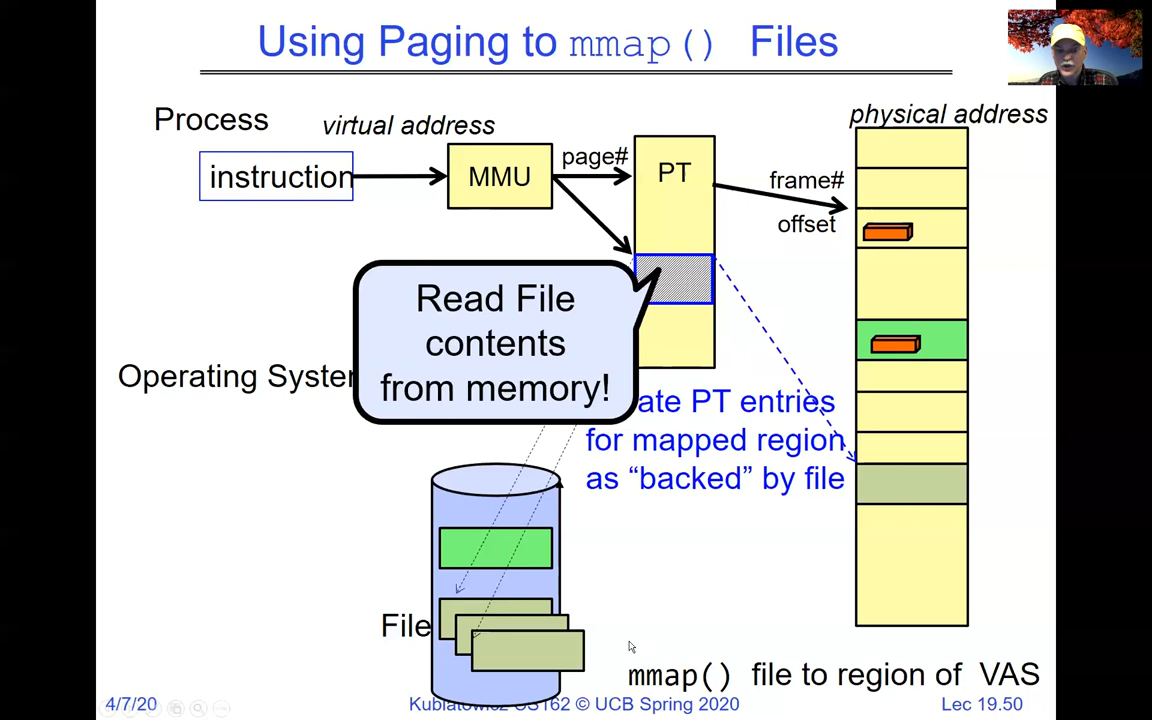 Using Paging to mmap() Files
Process
virtual address
physical address
instruction
MMU
page#
PT
frame#
offset
Read File
contents
from memory!
Operating
ate PT entries
for mapped region
as “backed” by file
File
mmap() file to region of VAS
4/7/20
CS162 © UCB Spring 2020
Lec 19.50